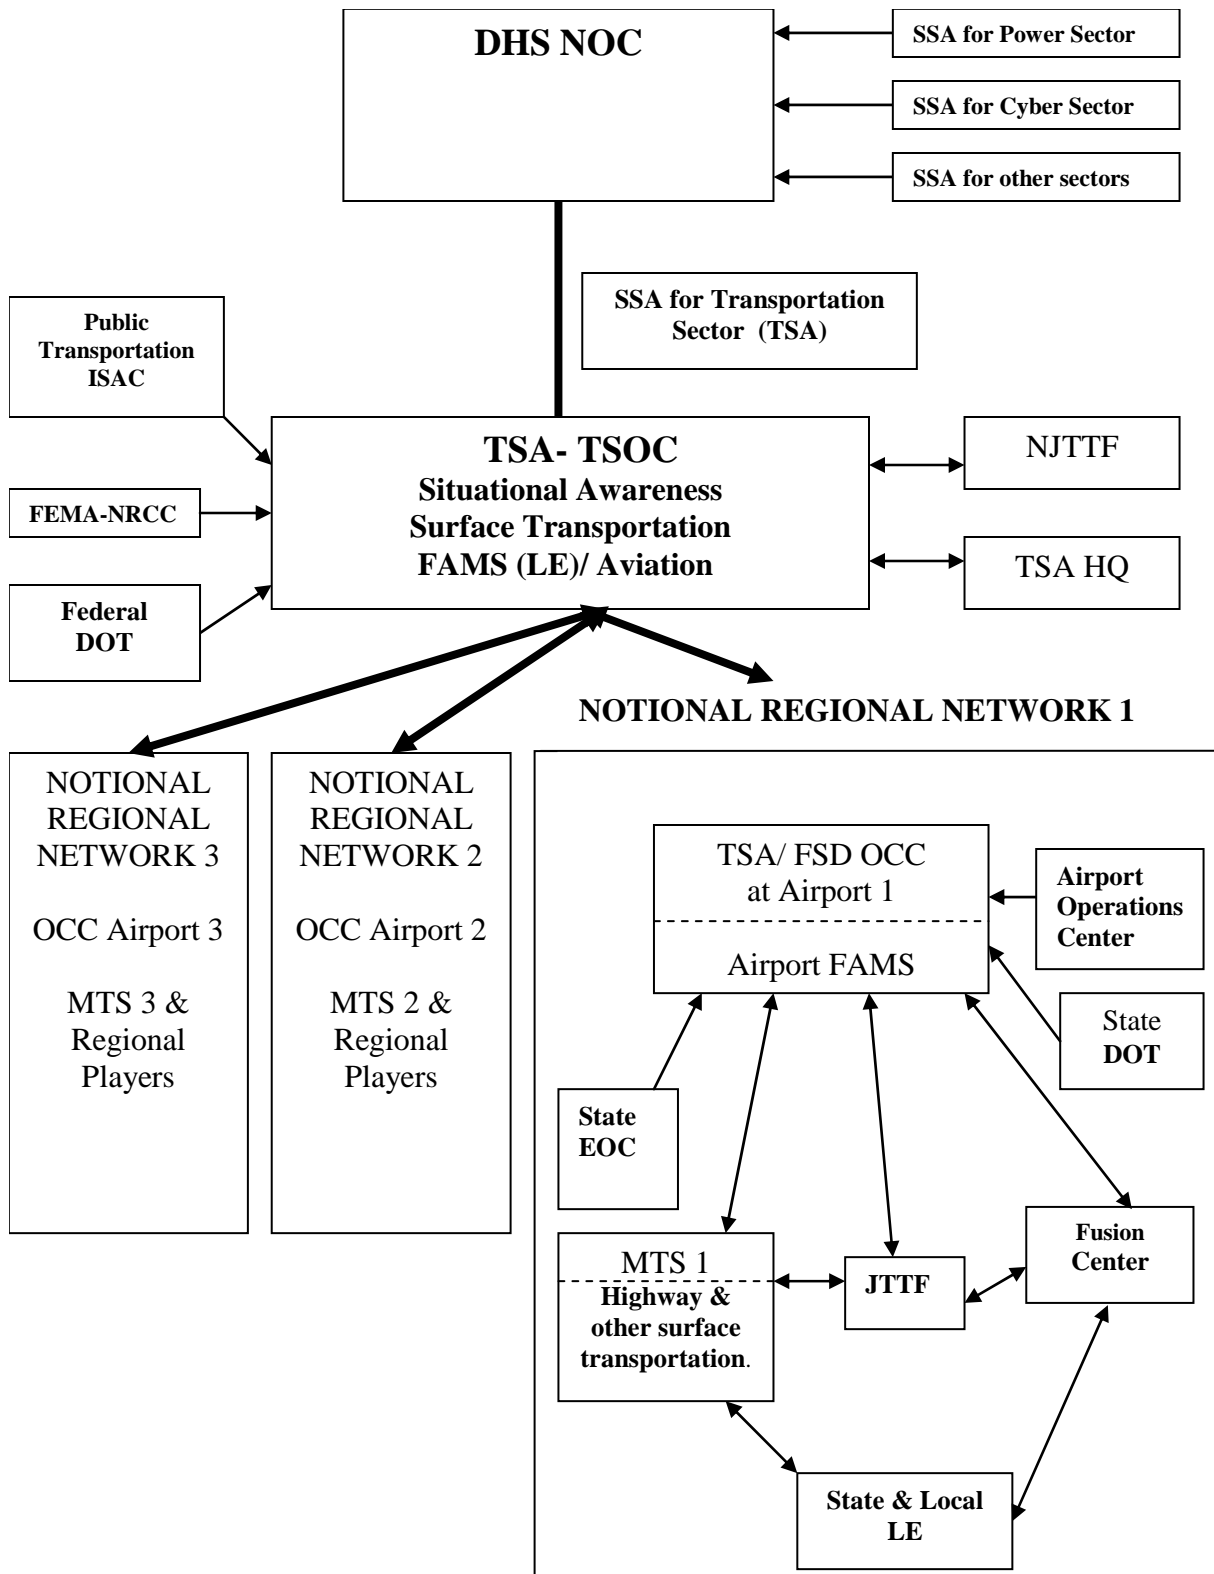 DHS NOC
SSA for Power Sector
SSA for Cyber Sector
SSA for other sectors
SSA for Transportation
Sector (TSA)
Public
Transportation
ISAC
FEMA-NRCC
Federal
DOT
TSA- TSOC
Situational Awareness
Surface Transportation
FAMS (LE)/ Aviation
NJTTF
TSA HQ
NOTIONAL REGIONAL NETWORK 1
NOTIONAL
REGIONAL
NETWORK 3
OCC Airport 3
MTS 3 &
Regional
Players
NOTIONAL
REGIONAL
NETWORK 2
OCC Airport 2
MTS 2 &
Regional
Players
TSA/ FSD OCC
at Airport 1
Airport FAMS
Airport
Operations
Center
State
DOT
State
EOC
MTS 1
Highway &
other surface
transportation.
JTTF
Fusion
Center
State & Local
LE